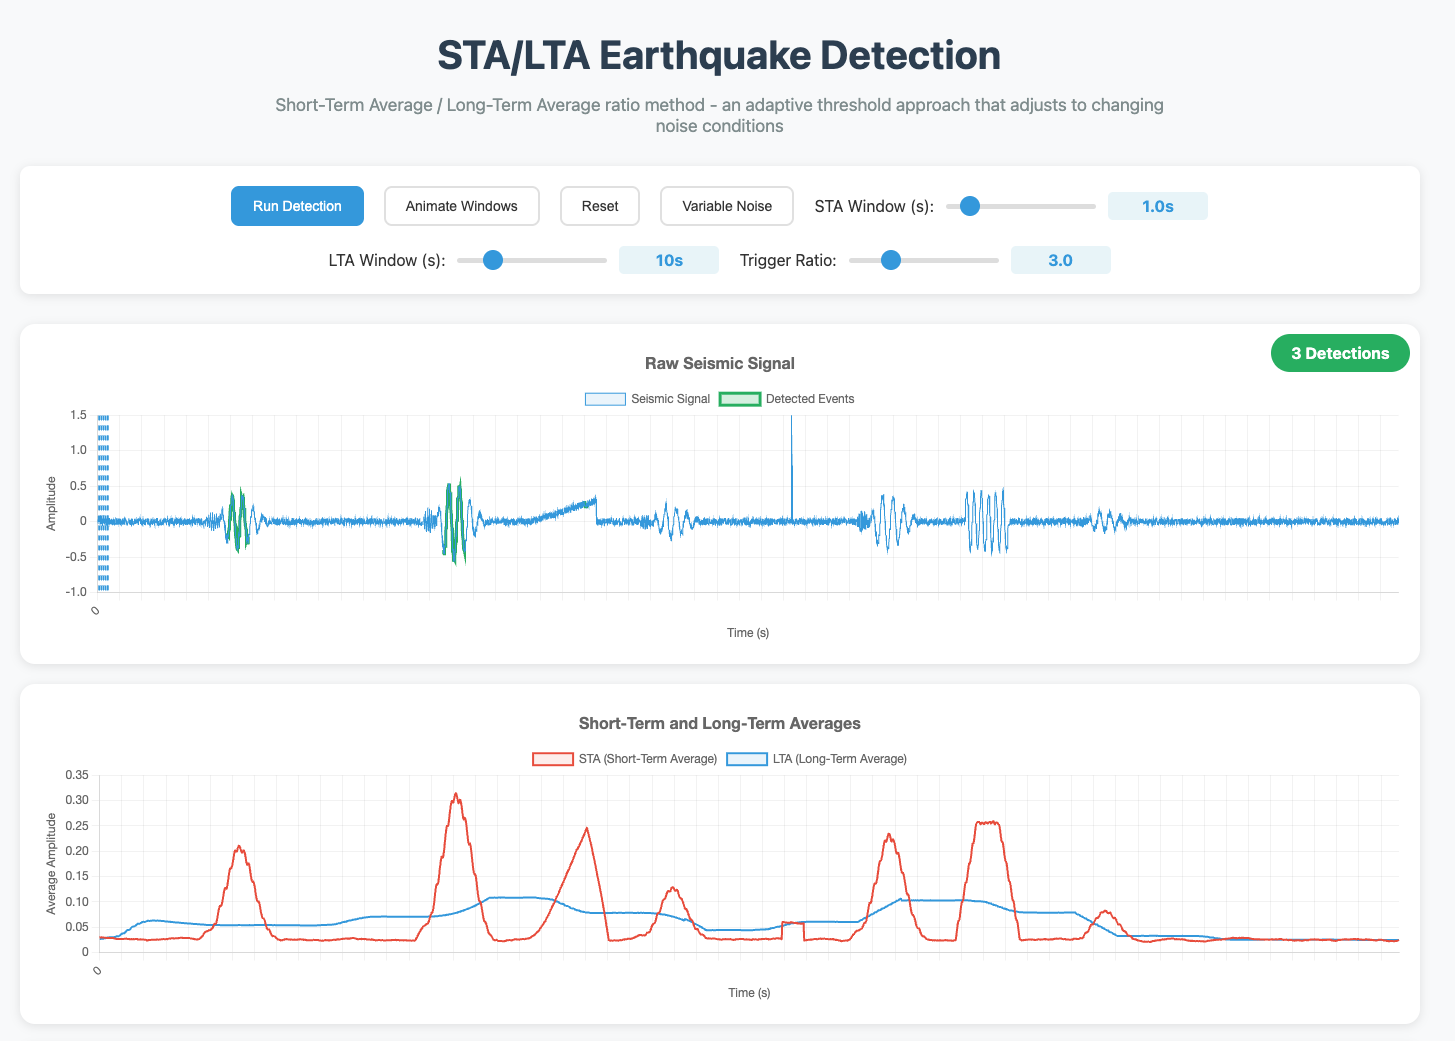 STA/LTA Earthquake Detection
Short-Term Average / Long-Term Average ratio method - an adaptive threshold approach that adjusts to changing
noise conditions
Run Detection Animate Windows Reset Variable Noise STA Window (s): 1.0s
LTA Window (s): 10s Trigger Ratio: 3.0
3 Detections
Raw Seismic Signal
Seismic Signal Detected Events
1.5
1.0
0.5
0
-0.5
-1.0
Amplitude
0
Time (s)
Short-Term and Long-Term Averages
STA (Short-Term Average) LTA (Long-Term Average)
0.35
0.30
0.25
0.20
0.15
0.10
0.05
0
Average Amplitude
0
Time (s)